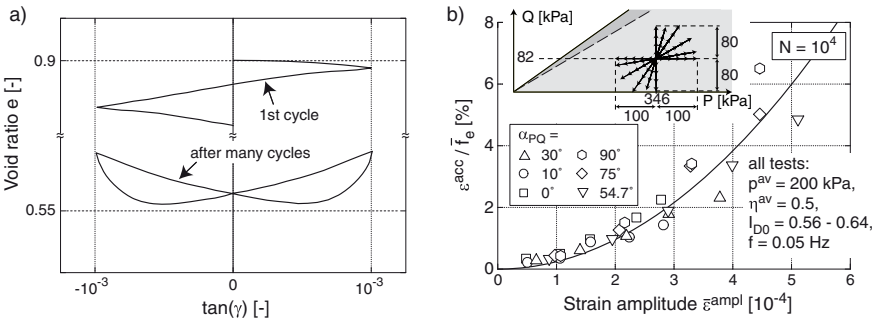 a)
Void ratio e [-]
0.9
≈
0.55
1st cycle
after many cycles
-10⁻³
0
10⁻³
tan(γ) [-]
b)
ε^acc / f̄_e [%]
8
6
4
2
0
0 1 2 3 4 5 6
Strain amplitude ε̄^ampl [10⁻⁴]
Q [kPa]
82
80
80
346
P [kPa]
100 100
N = 10⁴
α_PQ =
30° 90°
10° 75°
0° 54.7°
all tests:
p^av = 200 kPa,
η^av = 0.5,
I_D0 = 0.56 - 0.64,
f = 0.05 Hz